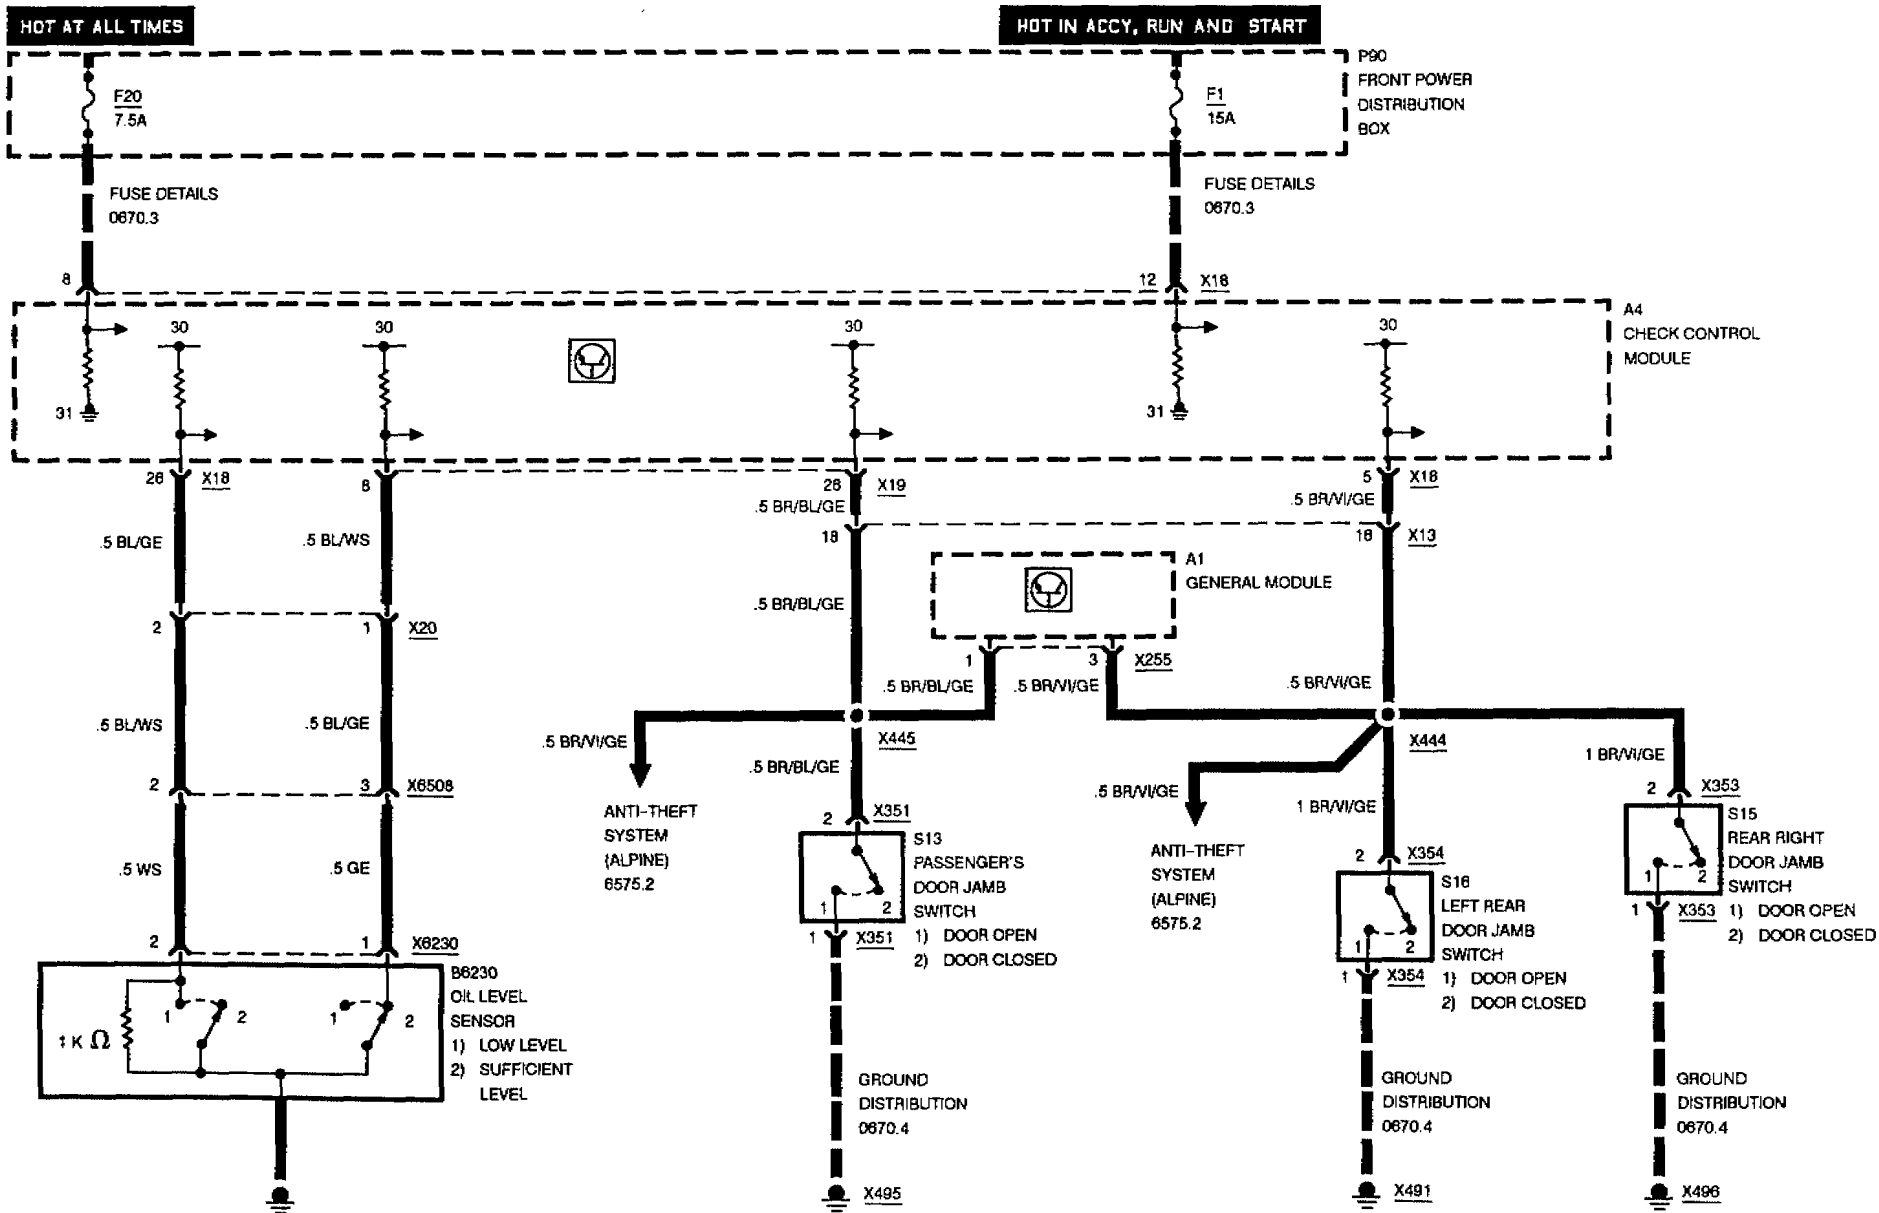 HOT AT ALL TIMES
HOT IN ACCY, RUN AND START
P90
FRONT POWER
DISTRIBUTION
BOX
F20
7.5A
F1
15A
FUSE DETAILS
0670.3
FUSE DETAILS
0670.3
8
12
X18
A4
CHECK CONTROL
MODULE
30
30
30
30
31
31
26
X18
8
26
X19
5
X18
.5 BR/BL/GE
.5 BR/VI/GE
.5 BL/GE
.5 BL/WS
18
18
X13
A1
GENERAL MODULE
.5 BR/BL/GE
2
1
X20
1
3
X255
.5 BR/BL/GE
.5 BR/VI/GE
.5 BR/VI/GE
.5 BL/WS
.5 BL/GE
.5 BR/VI/GE
X445
X444
1 BR/VI/GE
.5 BR/BL/GE
2
3
X6508
.5 BR/VI/GE
1 BR/VI/GE
2
X353
ANTI-THEFT
SYSTEM
(ALPINE)
6575.2
2
X351
S13
PASSENGER'S
DOOR JAMB
SWITCH
1) DOOR OPEN
2) DOOR CLOSED
1
2
1
X351
ANTI-THEFT
SYSTEM
(ALPINE)
6575.2
2
X354
S16
LEFT REAR
DOOR JAMB
SWITCH
1) DOOR OPEN
2) DOOR CLOSED
1
2
1
X354
S15
REAR RIGHT
DOOR JAMB
SWITCH
1) DOOR OPEN
2) DOOR CLOSED
1
2
1
X353
.5 WS
.5 GE
2
1
X6230
B6230
OIL LEVEL
SENSOR
1) LOW LEVEL
2) SUFFICIENT
LEVEL
1 K Ω
1
2
1
2
GROUND
DISTRIBUTION
0670.4
GROUND
DISTRIBUTION
0670.4
GROUND
DISTRIBUTION
0670.4
X495
X491
X496